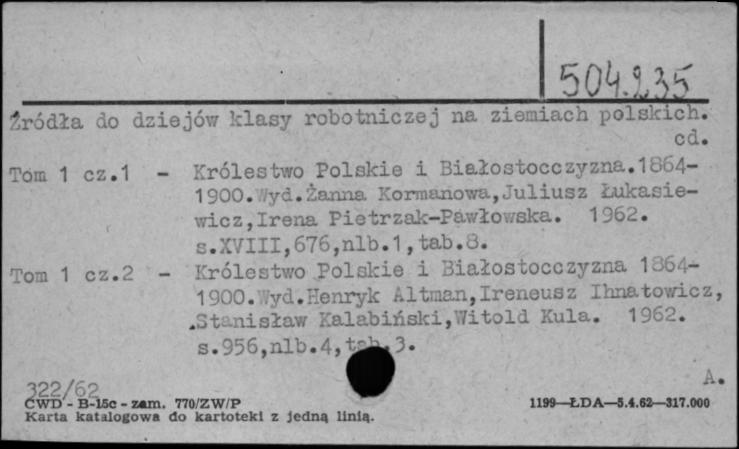 504.235
Źródła do dziejów klasy robotniczej na ziemiach polskich.
cd.
Tom 1 cz.1 - Królestwo Polskie i Białostocczyzna.1864-
1900.Wyd.Żanna Kormanowa,Juliusz Łukasie-
wicz,Irena Pietrzak-Pawłowska. 1962.
s.XVIII,676,nlb.1,tab.8.
Tom 1 cz.2 - Królestwo Polskie i Białostocczyzna 1864-
1900.Wyd.Henryk Altman,Ireneusz Ihnatowicz,
Stanisław Kalabiński,Witold Kula. 1962.
s.956,nlb.4,tab.3.
A.
322/62
CWD - B-15c - zam. 770/ZW/P
1199—ŁDA—5.4.62—317.000
Karta katalogowa do kartoteki z jedną linią.